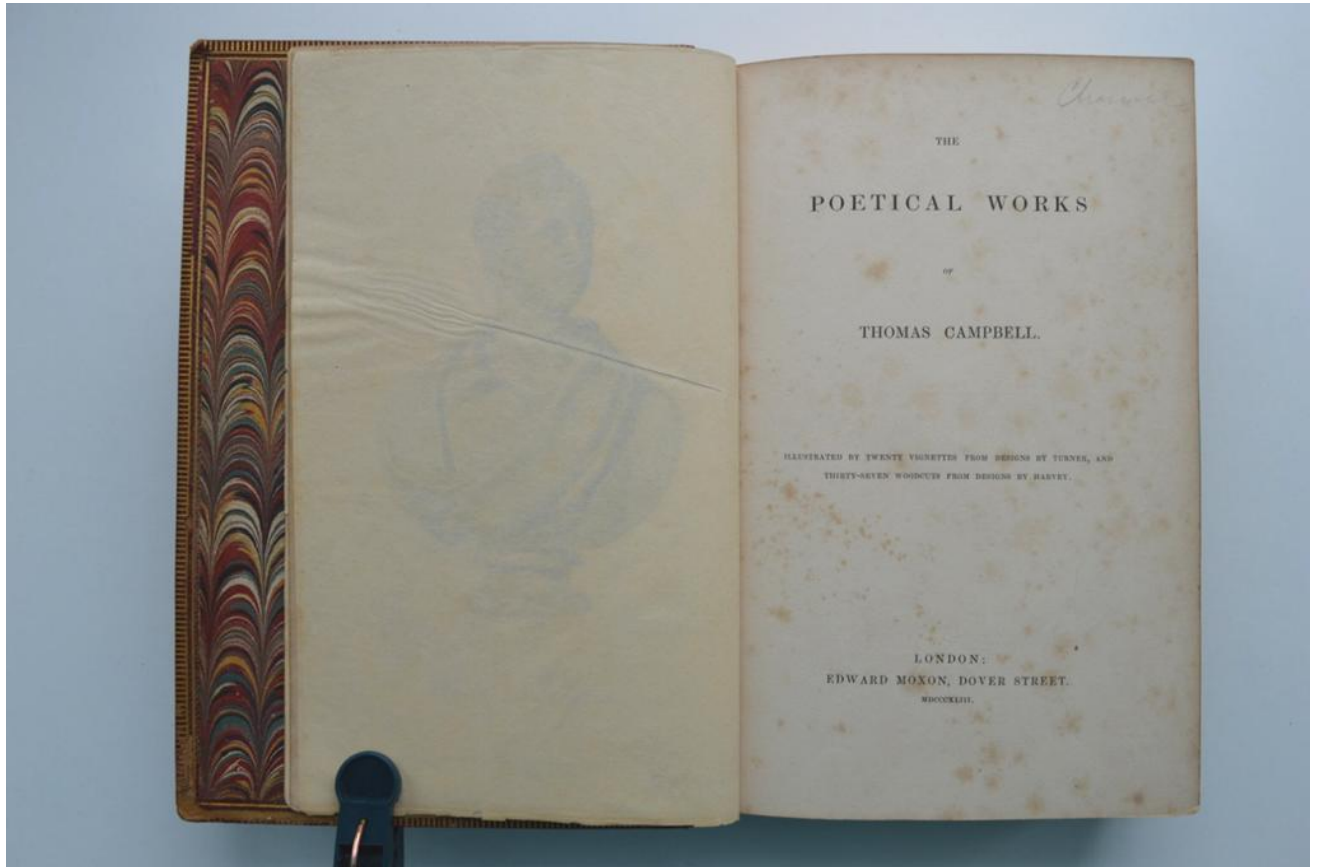 THE
POETICAL WORKS
OF
THOMAS CAMPBELL.
ILLUSTRATED BY TWENTY VIGNETTES FROM DESIGNS BY TURNER, AND
THIRTY-SEVEN WOODCUTS FROM DESIGNS BY HARVEY.
LONDON:
EDWARD MOXON, DOVER STREET.
MDCCCXLIII.